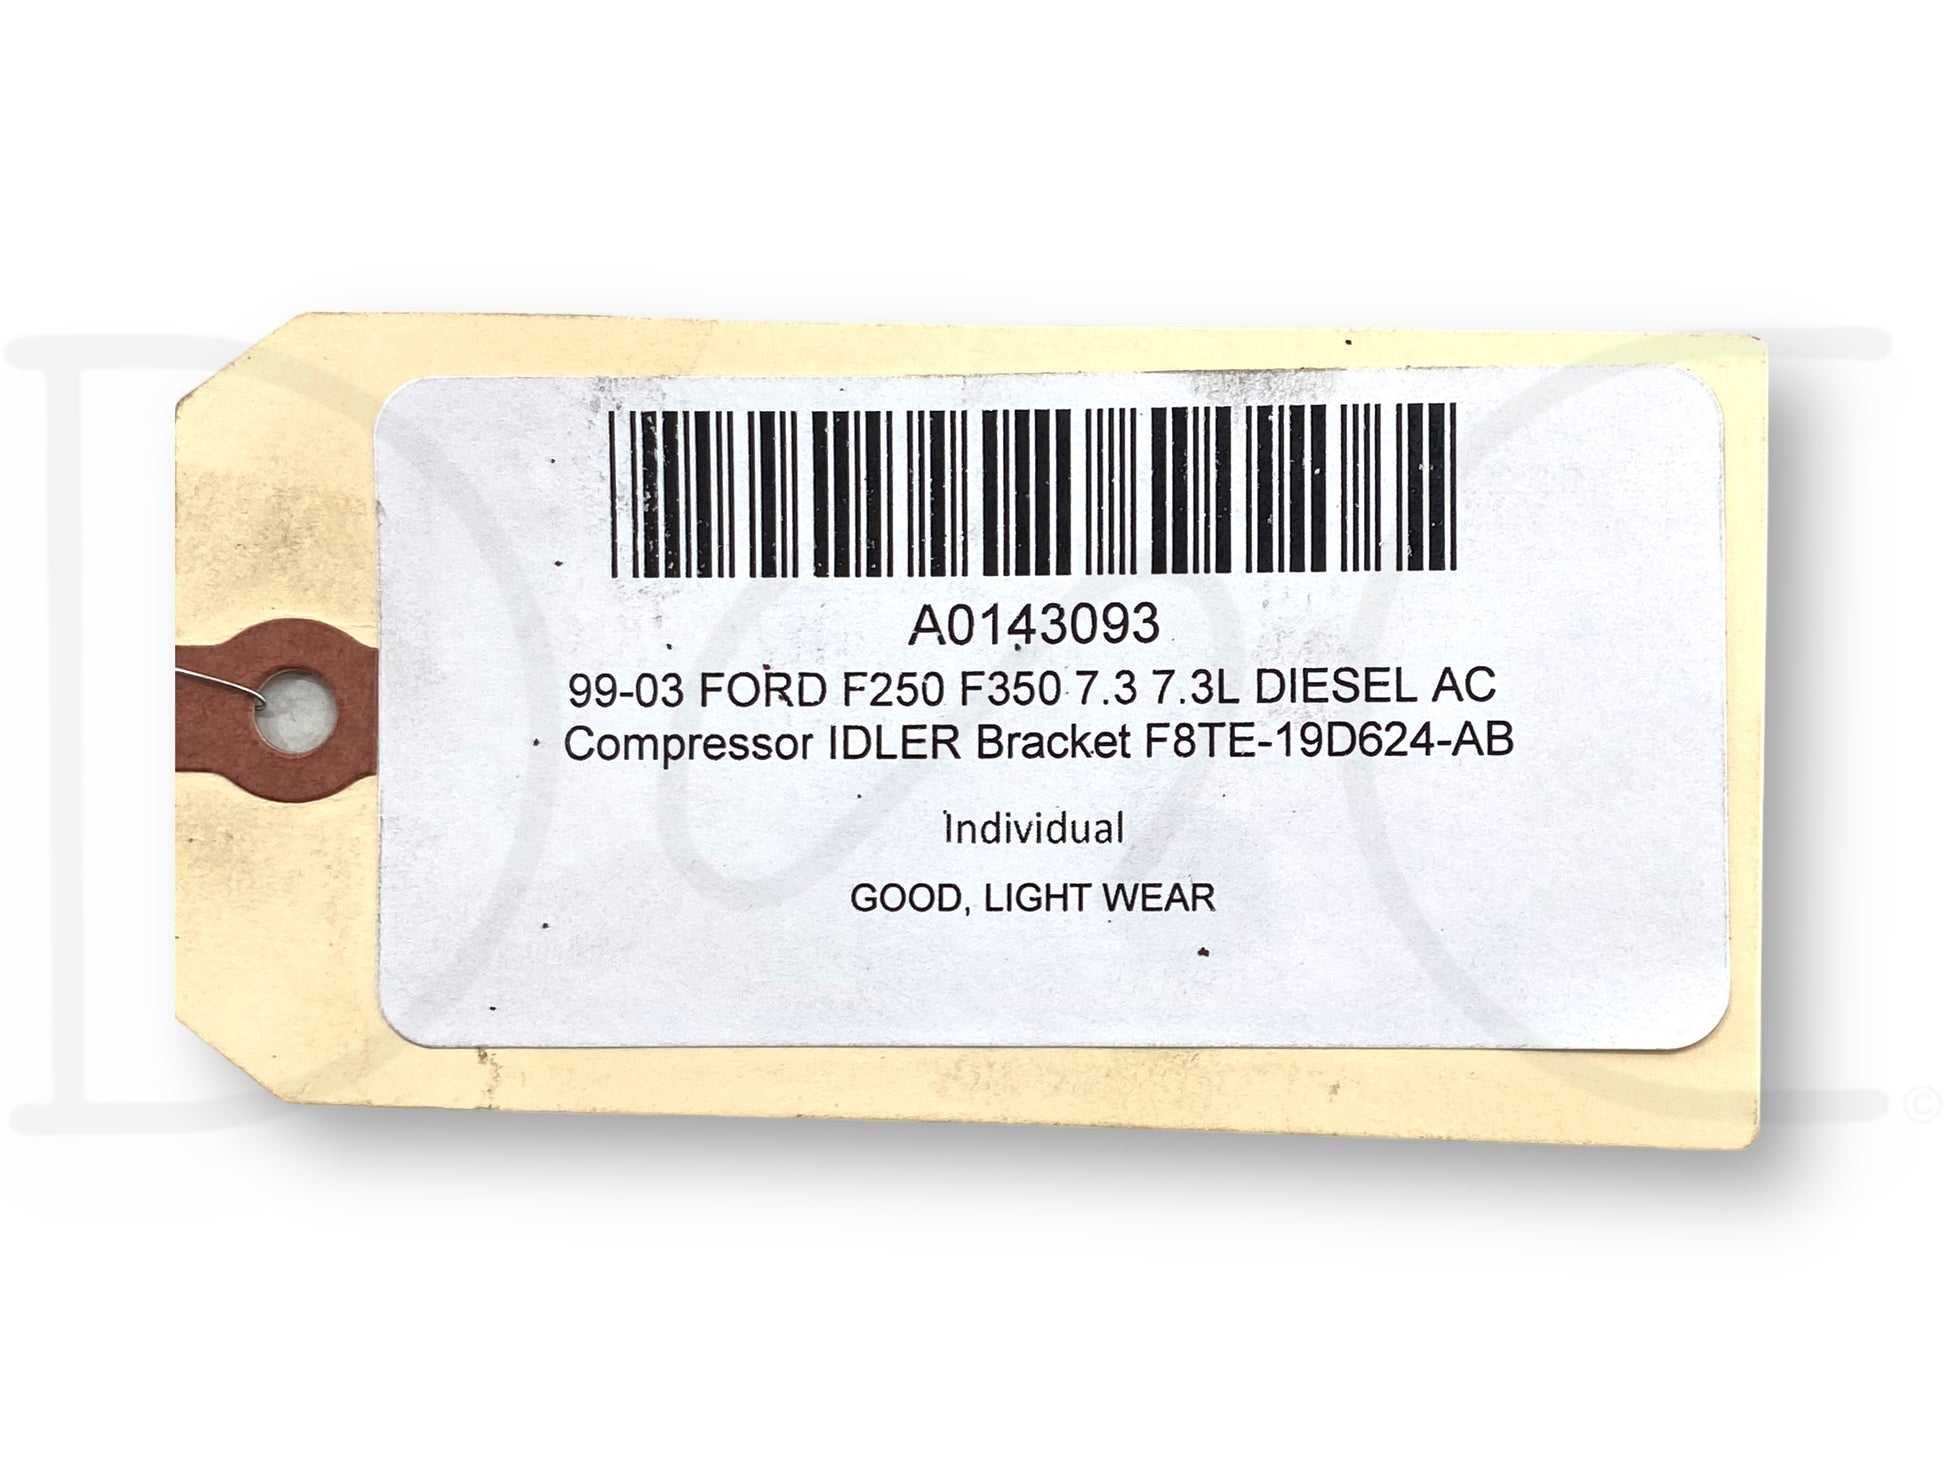 A0143093
99-03 FORD F250 F350 7.3 7.3L DIESEL AC
Compressor IDLER Bracket F8TE-19D624-AB
Individual
GOOD, LIGHT WEAR
©